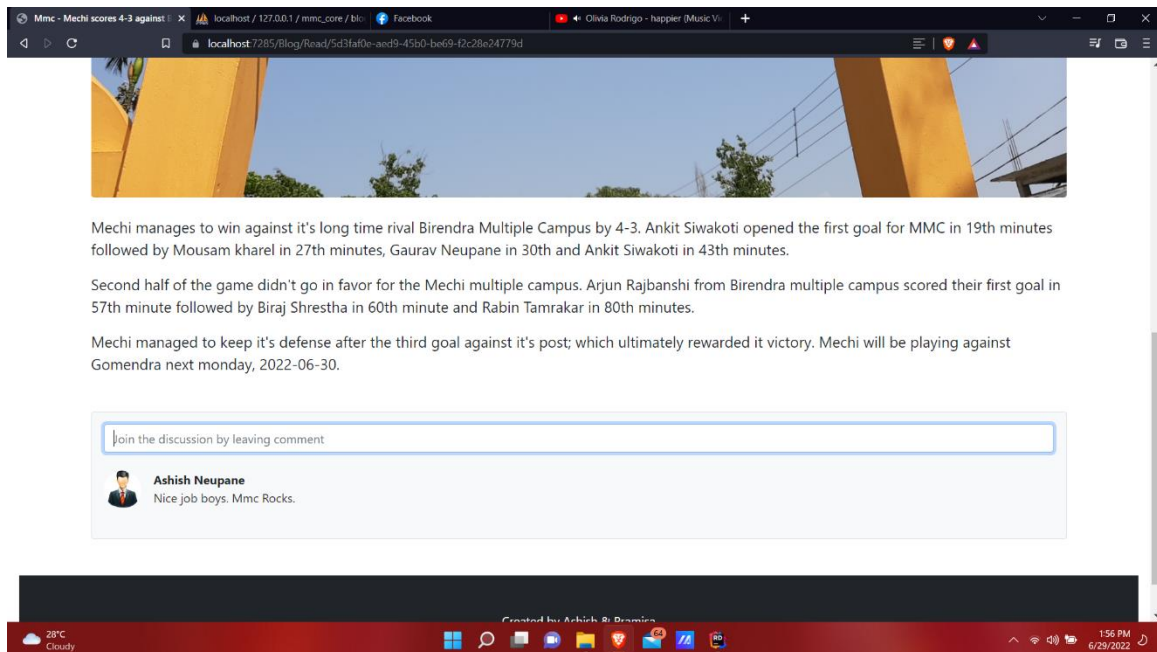 Mmc - Mechi scores 4-3 against B
localhost / 127.0.0.1 / mmc_core / blo
Facebook
Olivia Rodrigo - happier (Music Vi
localhost:7285/Blog/Read/5d3faf0e-aed9-45b0-be69-f2c28e24779d
Mechi manages to win against it's long time rival Birendra Multiple Campus by 4-3. Ankit Siwakoti opened the first goal for MMC in 19th minutes
followed by Mousam kharel in 27th minutes, Gaurav Neupane in 30th and Ankit Siwakoti in 43th minutes.
Second half of the game didn't go in favor for the Mechi multiple campus. Arjun Rajbanshi from Birendra multiple campus scored their first goal in
57th minute followed by Biraj Shrestha in 60th minute and Rabin Tamrakar in 80th minutes.
Mechi managed to keep it's defense after the third goal against it's post; which ultimately rewarded it victory. Mechi will be playing against
Gomendra next monday, 2022-06-30.
Join the discussion by leaving comment
Ashish Neupane
Nice job boys. Mmc Rocks.
Created by Ashish & Pramisa
28°C
Cloudy
64
RD
1:56 PM
6/29/2022